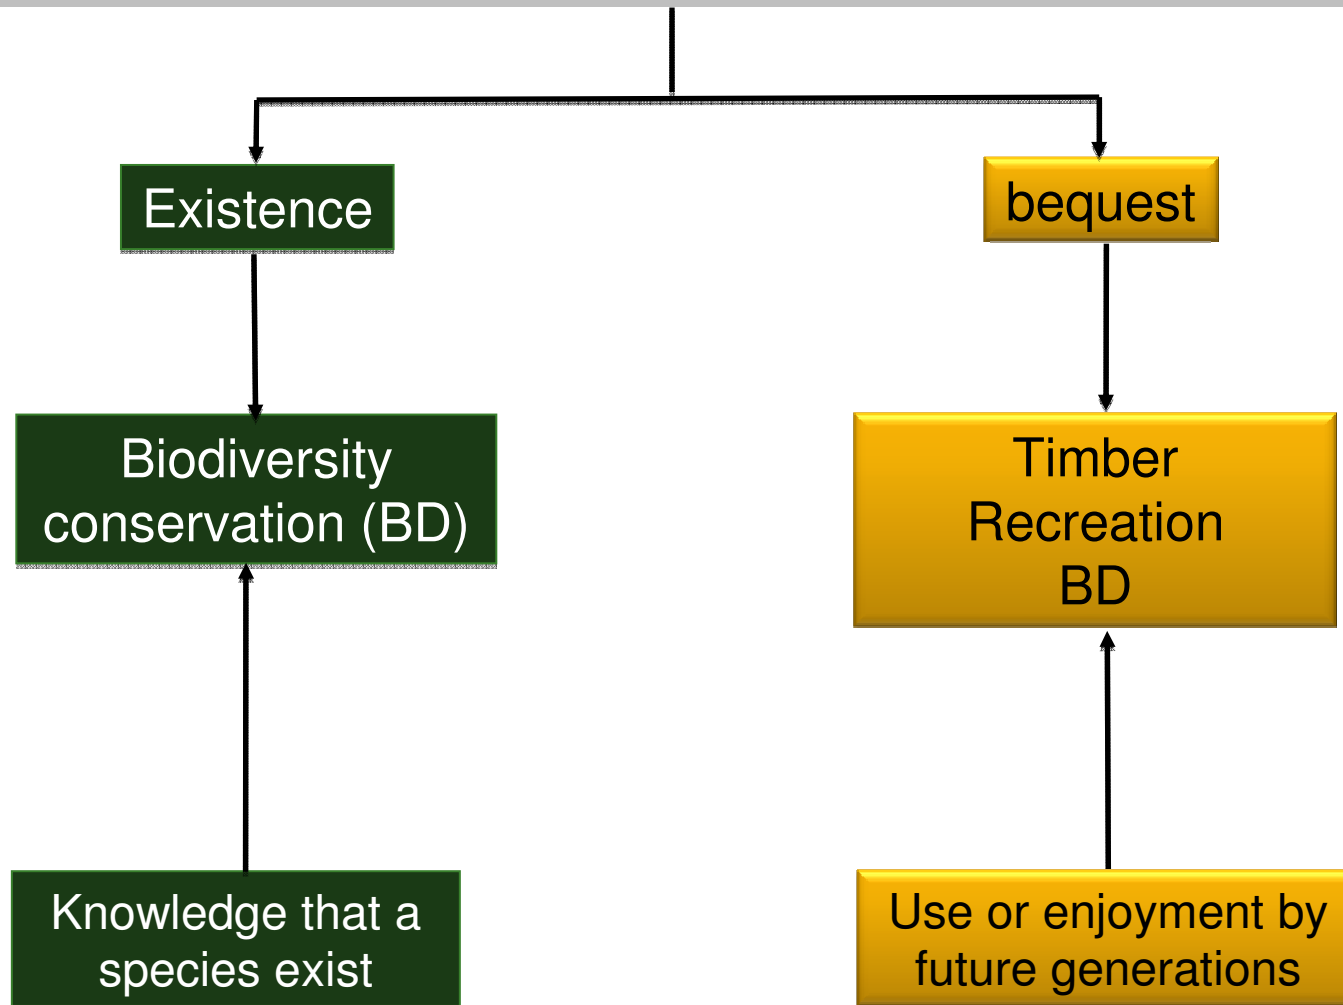 Existence
bequest
Biodiversity
conservation (BD)
Timber
Recreation
BD
Knowledge that a
species exist
Use or enjoyment by
future generations